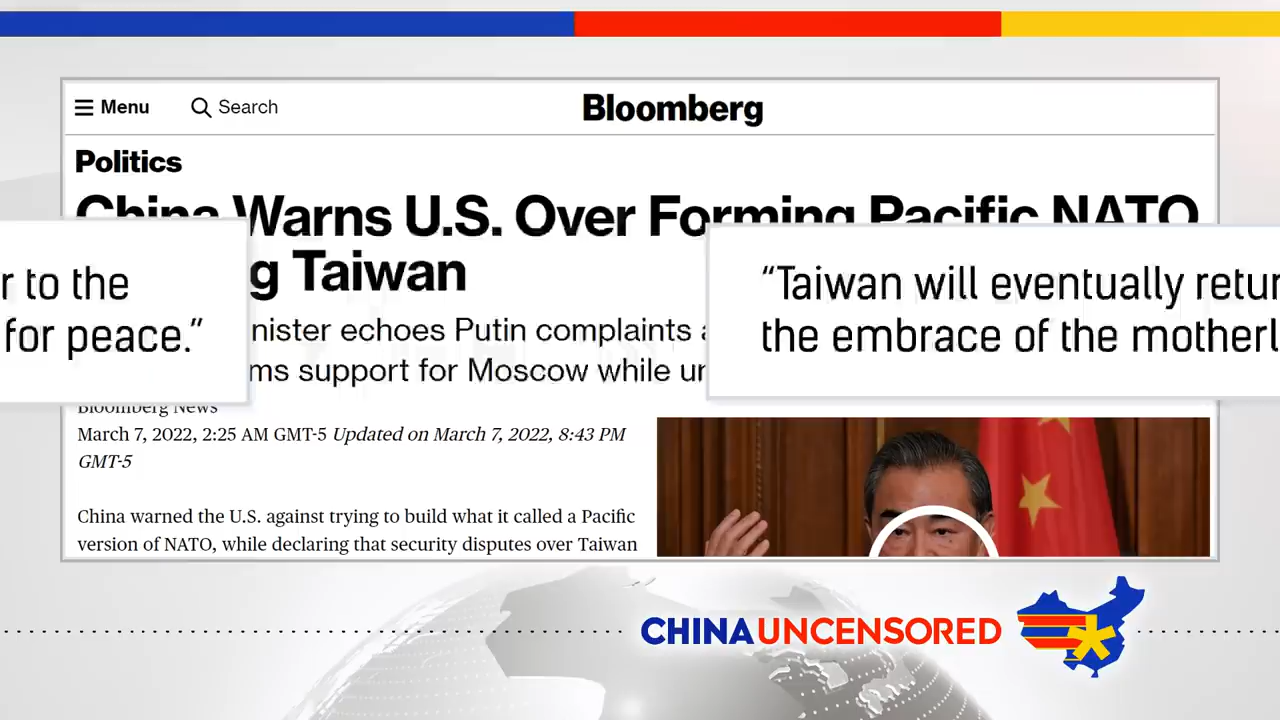 Menu
Search
Bloomberg
Politics
China Warns U.S. Over Forming Pacific NATO
g Taiwan
r to the
for peace.”
“Taiwan will eventually retur
the embrace of the motherl
nister echoes Putin complaints
ms support for Moscow while
Bloomberg News
March 7, 2022, 2:25 AM GMT-5 Updated on March 7, 2022, 8:43 PM
GMT-5
China warned the U.S. against trying to build what it called a Pacific
version of NATO, while declaring that security disputes over Taiwan
CHINAUNCENSORED